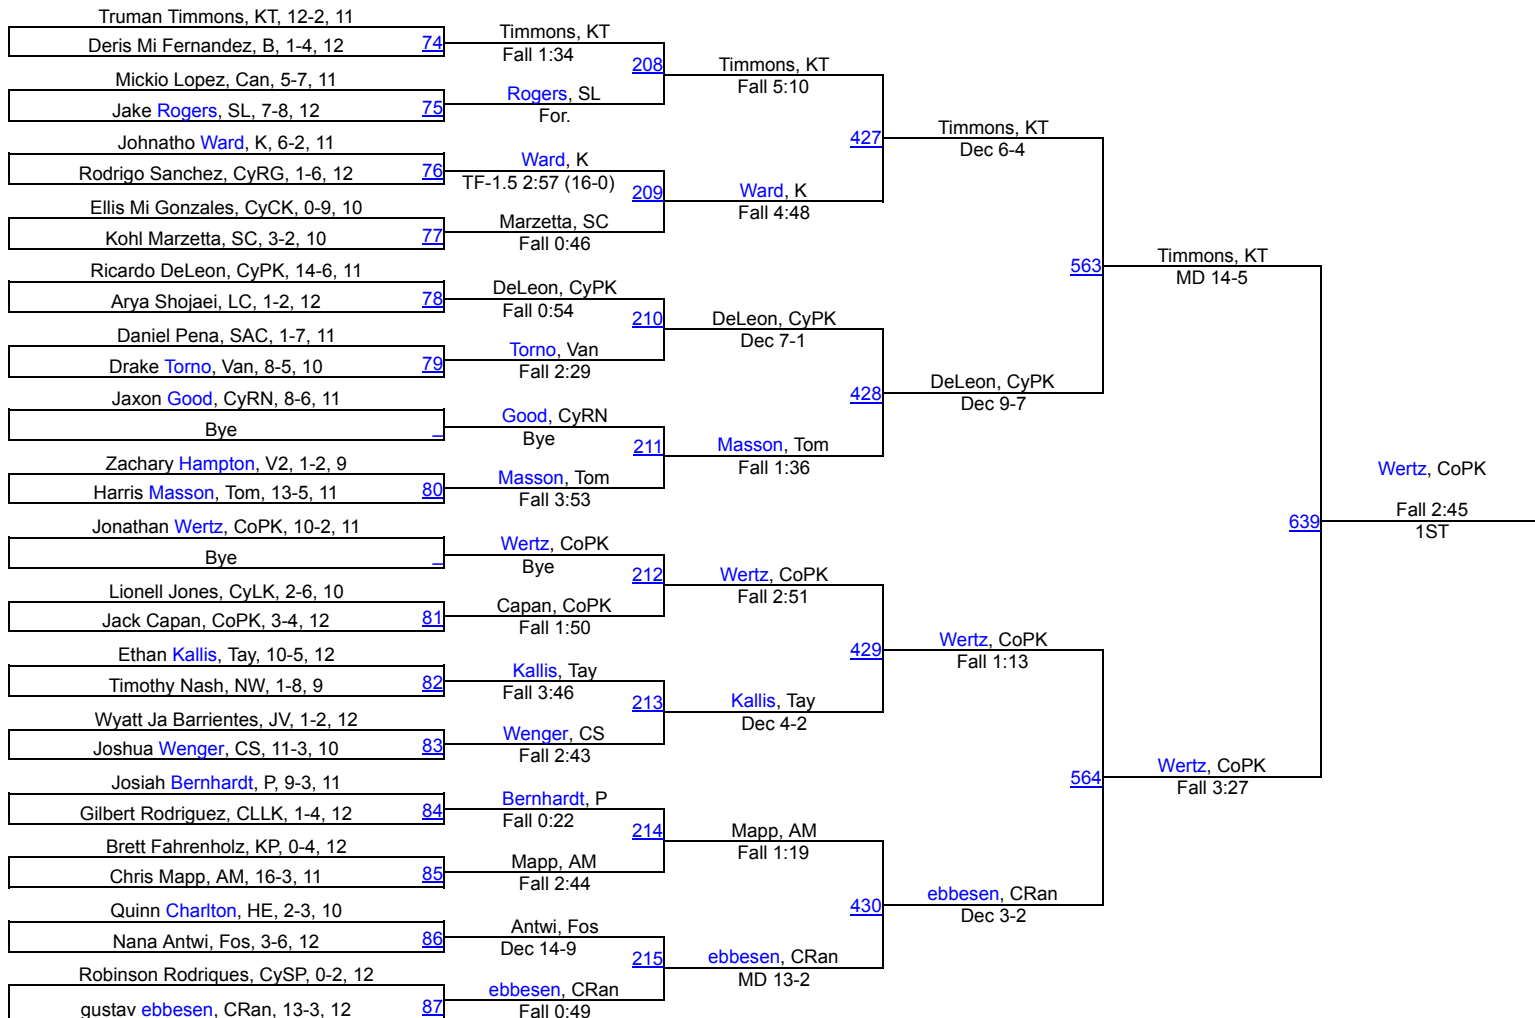 Truman Timmons, KT, 12-2, 11
Deris Mi Fernandez, B, 1-4, 12
74
Mickio Lopez, Can, 5-7, 11
Jake Rogers, SL, 7-8, 12
75
Johnatho Ward, K, 6-2, 11
Rodrigo Sanchez, CyRG, 1-6, 12
76
Ellis Mi Gonzales, CyCK, 0-9, 10
Kohl Marzetta, SC, 3-2, 10
77
Ricardo DeLeon, CyPK, 14-6, 11
Arya Shojaei, LC, 1-2, 12
78
Daniel Pena, SAC, 1-7, 11
Drake Torno, Van, 8-5, 10
79
Jaxon Good, CyRN, 8-6, 11
Bye
Zachary Hampton, V2, 1-2, 9
Harris Masson, Tom, 13-5, 11
80
Jonathan Wertz, CoPK, 10-2, 11
Bye
Lionell Jones, CyLK, 2-6, 10
Jack Capan, CoPK, 3-4, 12
81
Ethan Kallis, Tay, 10-5, 12
Timothy Nash, NW, 1-8, 9
82
Wyatt Ja Barrientes, JV, 1-2, 12
Joshua Wenger, CS, 11-3, 10
83
Josiah Bernhardt, P, 9-3, 11
Gilbert Rodriguez, CLLK, 1-4, 12
84
Brett Fahrenholz, KP, 0-4, 12
Chris Mapp, AM, 16-3, 11
85
Quinn Charlton, HE, 2-3, 10
Nana Antwi, Fos, 3-6, 12
86
Robinson Rodriques, CySP, 0-2, 12
gustav ebbesen, CRan, 13-3, 12
87
Timmons, KT
Fall 1:34
208
Rogers, SL
For.
Ward, K
TF-1.5 2:57 (16-0)
209
Marzetta, SC
Fall 0:46
DeLeon, CyPK
Fall 0:54
210
Torno, Van
Fall 2:29
Good, CyRN
Bye
211
Masson, Tom
Fall 3:53
Wertz, CoPK
Bye
212
Capan, CoPK
Fall 1:50
Kallis, Tay
Fall 3:46
213
Wenger, CS
Fall 2:43
Bernhardt, P
Fall 0:22
214
Mapp, AM
Fall 2:44
Antwi, Fos
Dec 14-9
215
ebbesen, CRan
Fall 0:49
Timmons, KT
Fall 5:10
427
Ward, K
Fall 4:48
DeLeon, CyPK
Dec 7-1
428
Masson, Tom
Fall 1:36
Wertz, CoPK
Fall 2:51
429
Kallis, Tay
Dec 4-2
Mapp, AM
Fall 1:19
430
ebbesen, CRan
MD 13-2
Timmons, KT
Dec 6-4
563
DeLeon, CyPK
Dec 9-7
Wertz, CoPK
Fall 1:13
564
ebbesen, CRan
Dec 3-2
Timmons, KT
MD 14-5
639
Wertz, CoPK
Fall 3:27
Wertz, CoPK
Fall 2:45
1ST